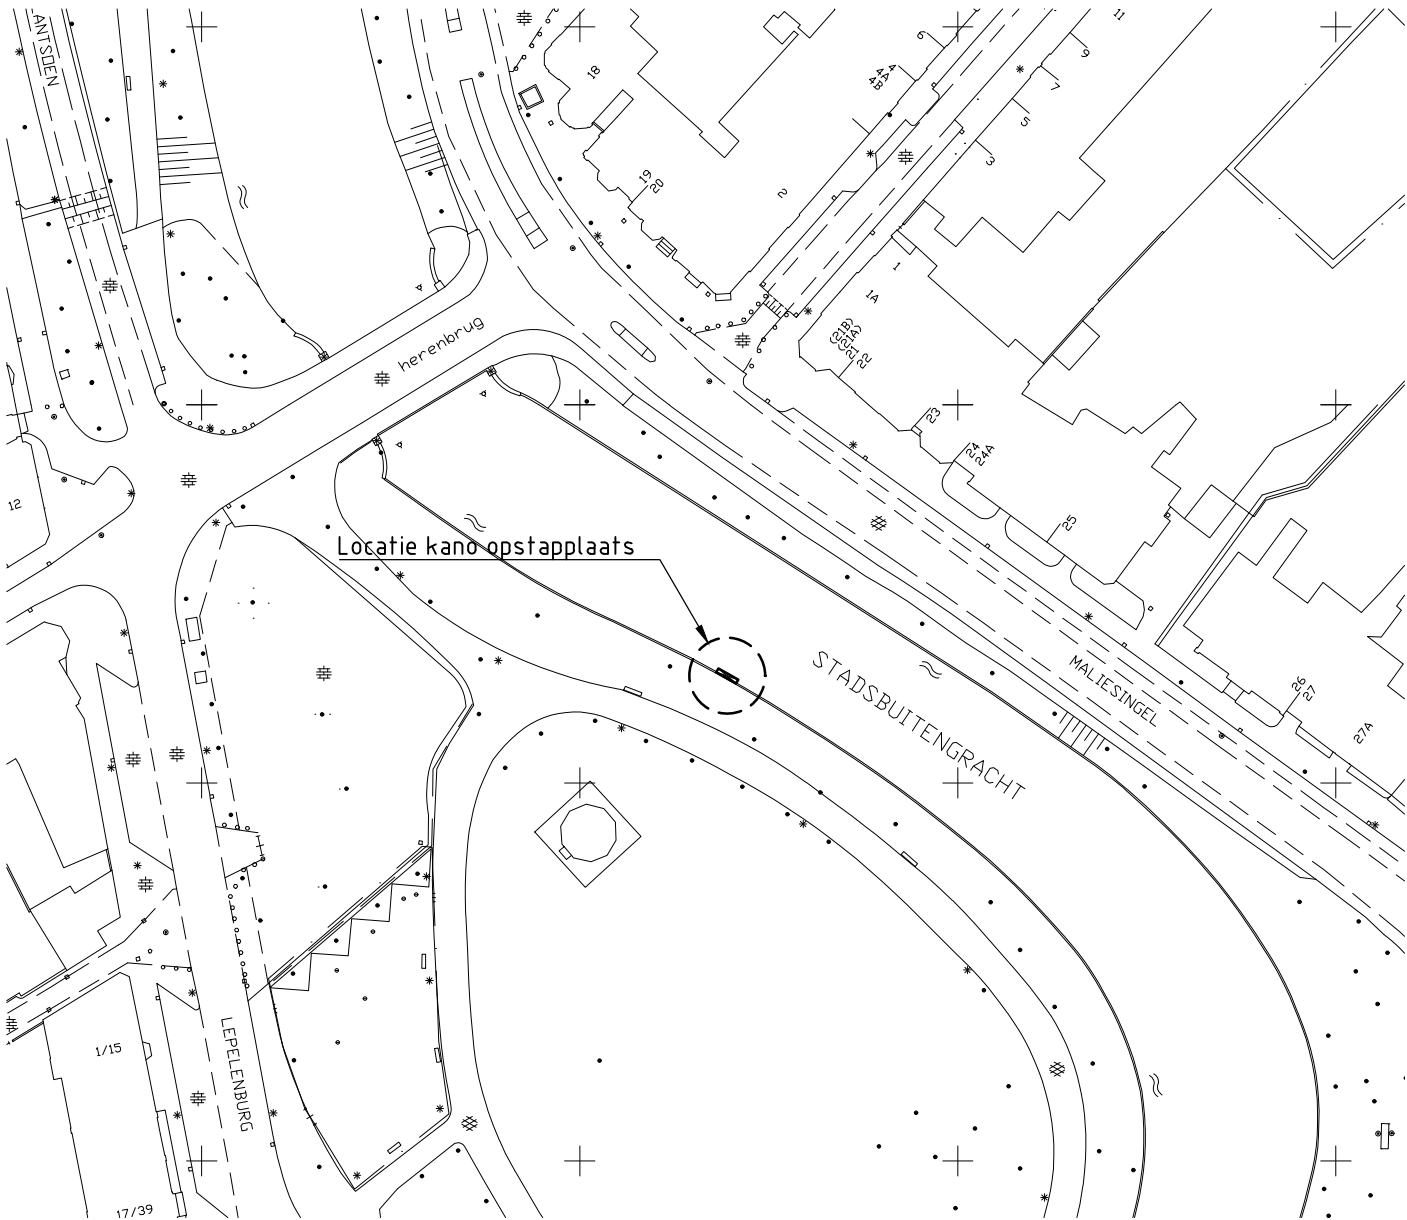 ANTSOEN
11
9
7
5
3
6
4
4A
4B
18
19
20
2
1
1A
(21B)
(21A)
21
22
herenbrug
23
24
24A
25
12
Locatie kano opstapplaats
STADSBUITENGRACHT
MALIESINGEL
26
27
27A
1/15
LEPELENBURG
17/39